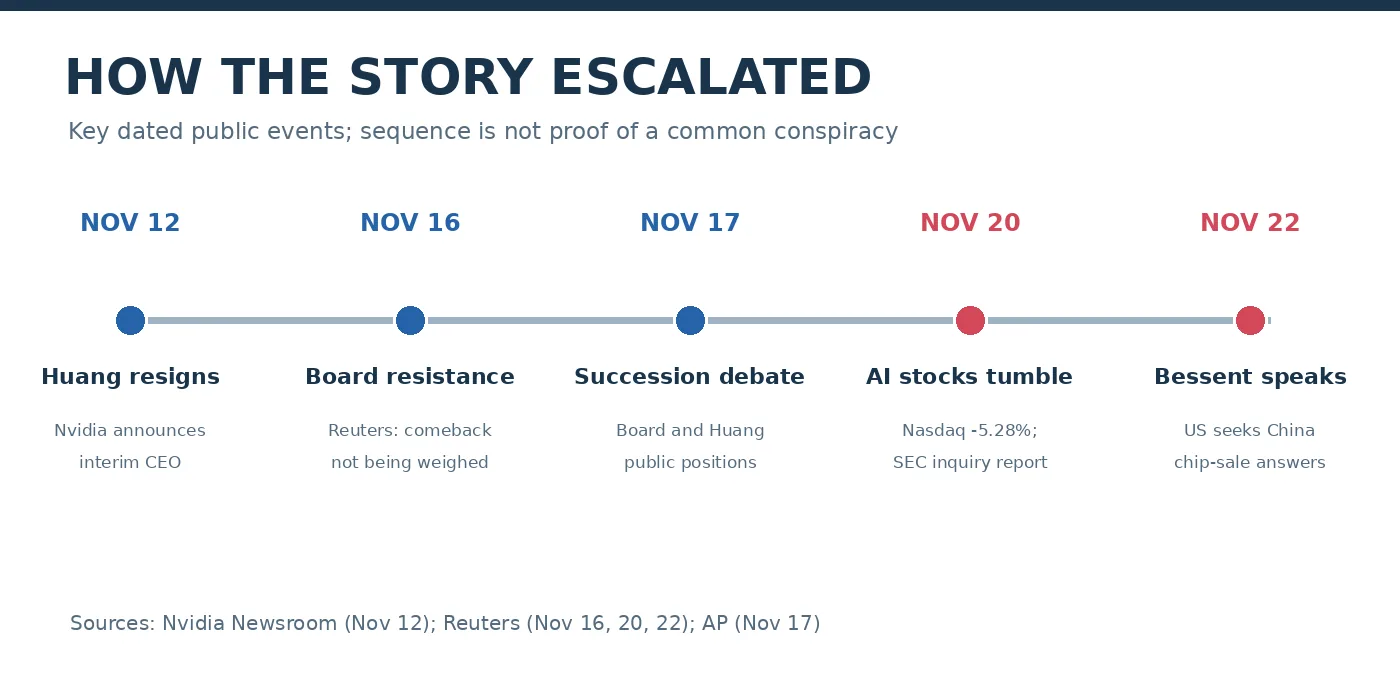 HOW THE STORY ESCALATED
Key dated public events; sequence is not proof of a common conspiracy
NOV 12
NOV 16
NOV 17
NOV 20
NOV 22
Huang resigns
Board resistance
Succession debate
AI stocks tumble
Bessent speaks
Nvidia announces
interim CEO
Reuters: comeback
not being weighed
Board and Huang
public positions
Nasdaq -5.28%;
SEC inquiry report
US seeks China
chip-sale answers
Sources: Nvidia Newsroom (Nov 12); Reuters (Nov 16, 20, 22); AP (Nov 17)